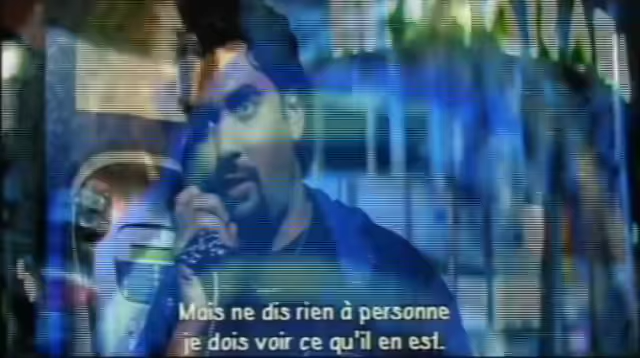 Mais ne dis rien à personne
je dois voir ce qu'il en est.